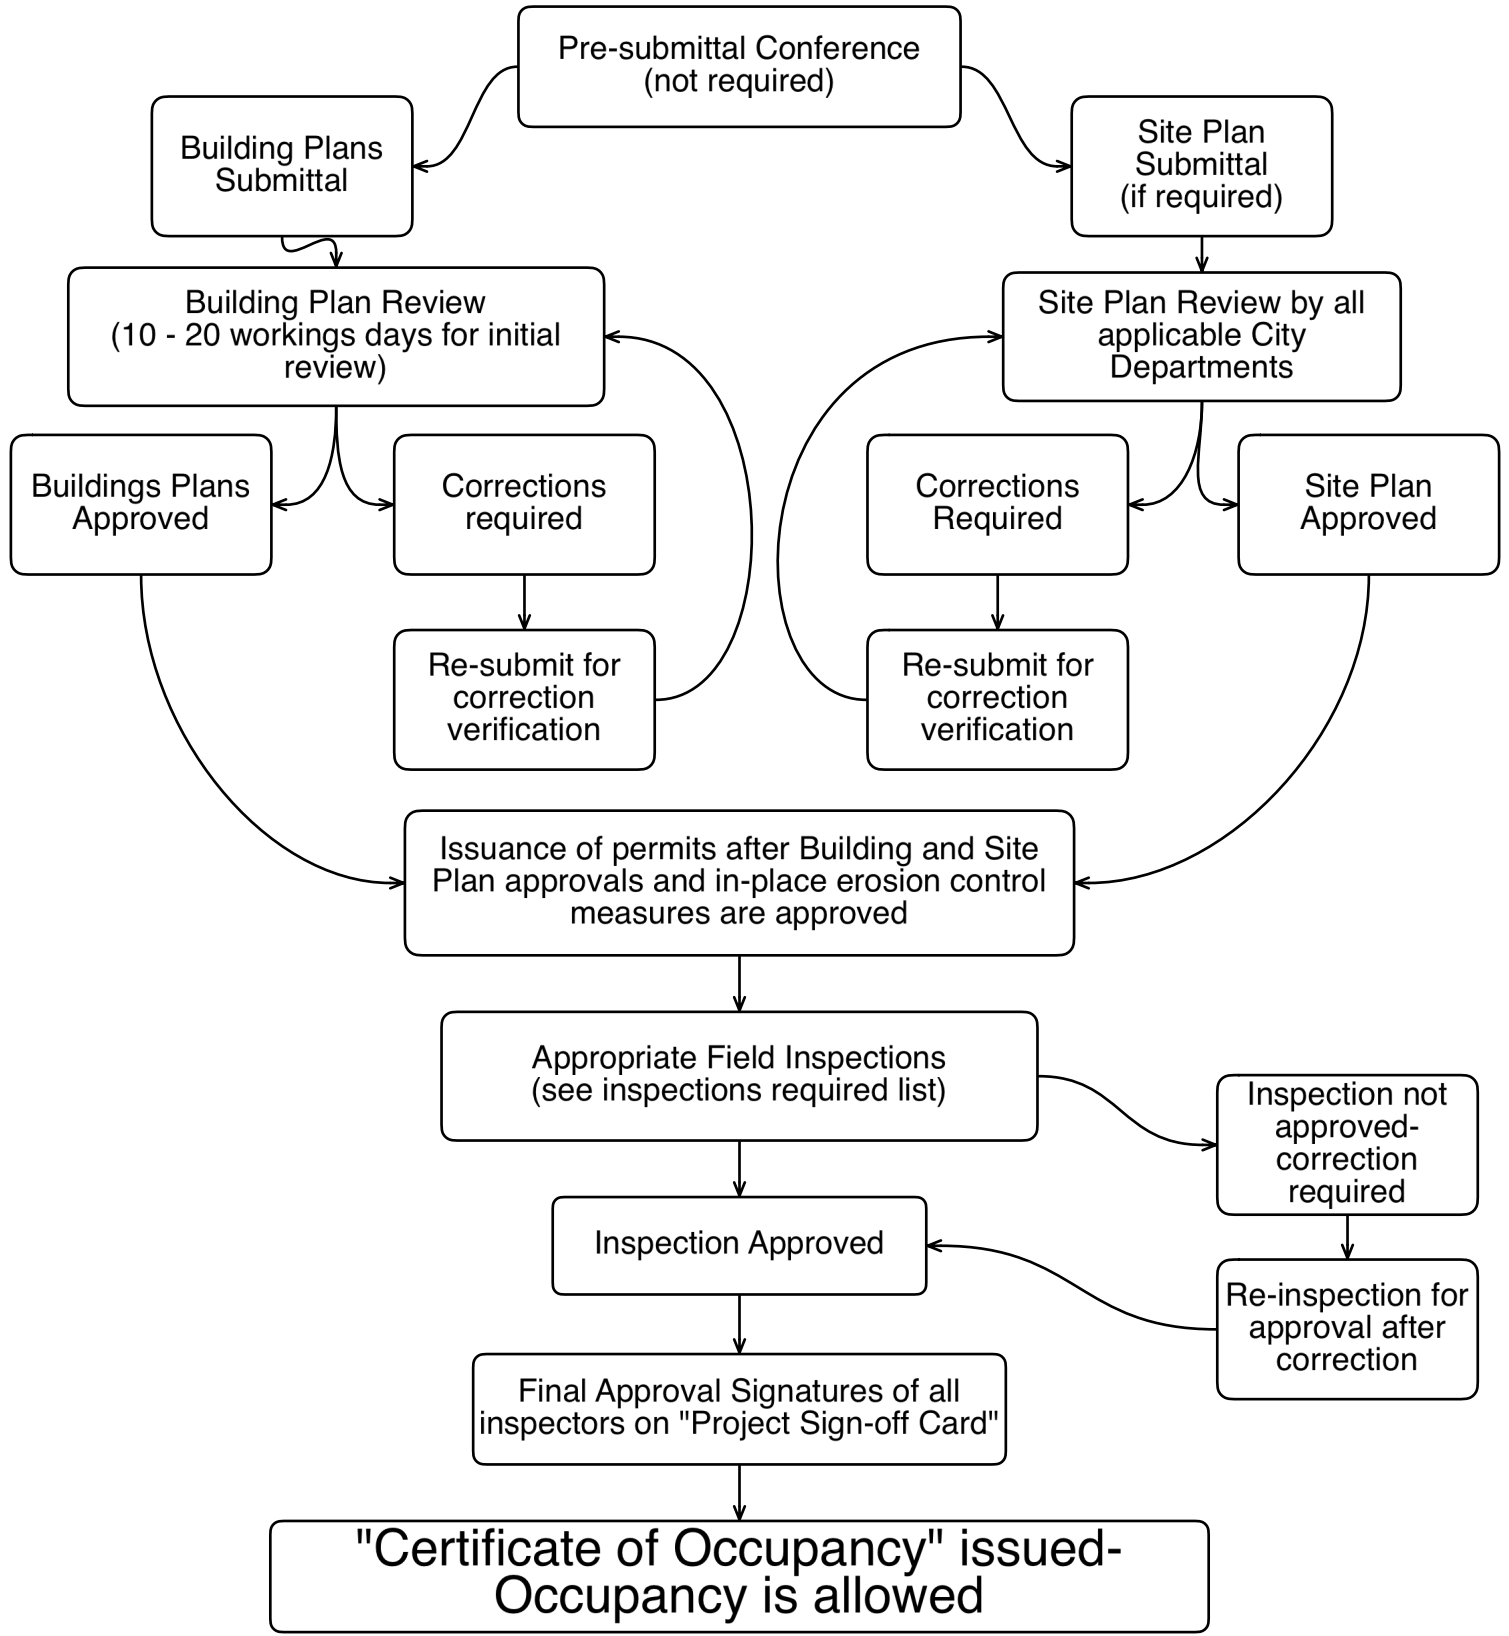 Pre-submittal Conference
(not required)
Building Plans
Submittal
Site Plan
Submittal
(if required)
Building Plan Review
(10 - 20 workings days for initial
review)
Site Plan Review by all
applicable City
Departments
Buildings Plans
Approved
Corrections
required
Corrections
Required
Site Plan
Approved
Re-submit for
correction
verification
Re-submit for
correction
verification
Issuance of permits after Building and Site
Plan approvals and in-place erosion control
measures are approved
Appropriate Field Inspections
(see inspections required list)
Inspection not
approved-
correction
required
Inspection Approved
Re-inspection for
approval after
correction
Final Approval Signatures of all
inspectors on "Project Sign-off Card"
"Certificate of Occupancy" issued-
Occupancy is allowed